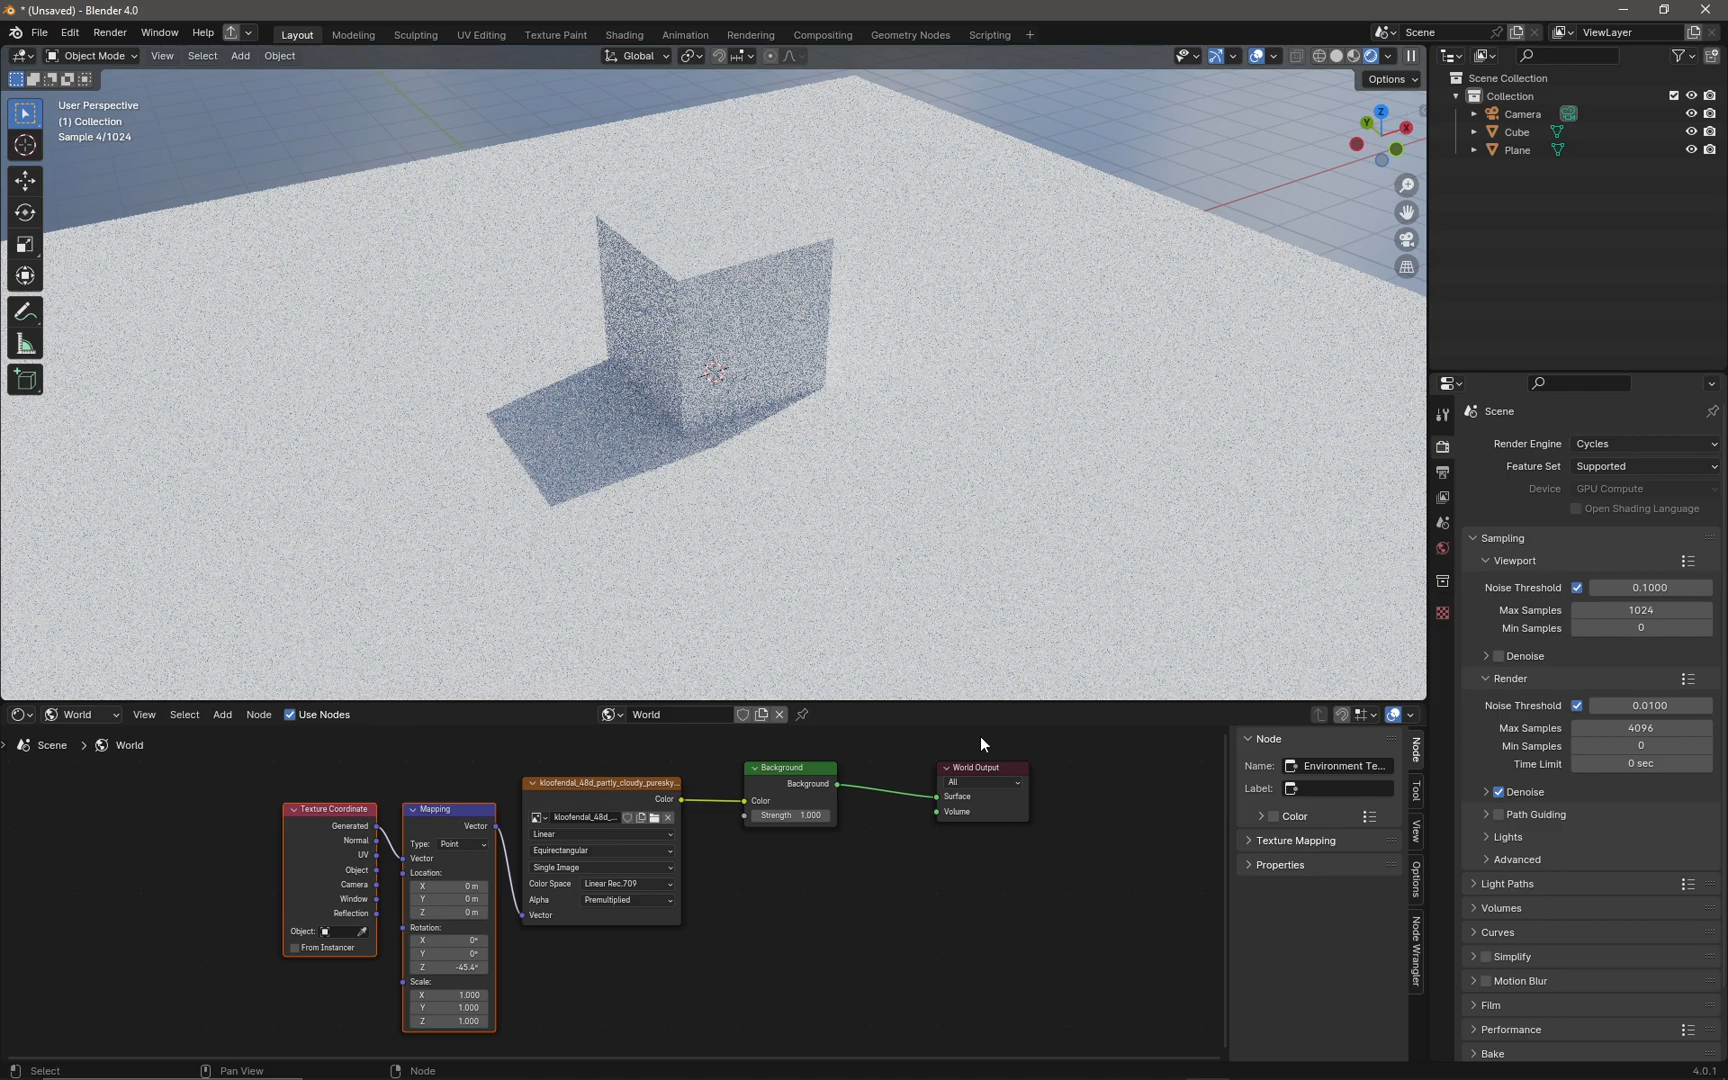 * (Unsaved) - Blender 4.0
File Edit Render Window Help
Layout Modeling Sculpting UV Editing Texture Paint Shading Animation Rendering Compositing Geometry Nodes Scripting +
Scene
ViewLayer
Object Mode View Select Add Object
Global
Options
User Perspective
(1) Collection
Sample 4/1024
Z
Y
X
Scene Collection
Collection
Camera
Cube
Plane
Scene
Render Engine Cycles
Feature Set Supported
Device GPU Compute
Open Shading Language
Sampling
Viewport
Noise Threshold 0.1000
Max Samples 1024
Min Samples 0
Denoise
Render
Noise Threshold 0.0100
Max Samples 4096
Min Samples 0
Time Limit 0 sec
Denoise
Path Guiding
Lights
Advanced
Light Paths
Volumes
Curves
Simplify
Motion Blur
Film
Performance
Bake
World View Select Add Node Use Nodes
World
Scene > World
Texture Coordinate
Generated
Normal
UV
Object
Camera
Window
Reflection
Object:
From Instancer
Mapping
Vector
Type: Point
Vector
Location:
X 0 m
Y 0 m
Z 0 m
Rotation:
X 0°
Y 0°
Z -45.4°
Scale:
X 1.000
Y 1.000
Z 1.000
kloofendal_48d_partly_cloudy_puresky...
Color
kloofendal_48d_...
Linear
Equirectangular
Single Image
Color Space Linear Rec.709
Alpha Premultiplied
Vector
Background
Background
Color
Strength 1.000
World Output
All
Surface
Volume
Node
Name: Environment Te...
Label:
Color
Texture Mapping
Properties
Node
Tool
View
Options
Node Wrangler
Select
Pan View
Node
4.0.1